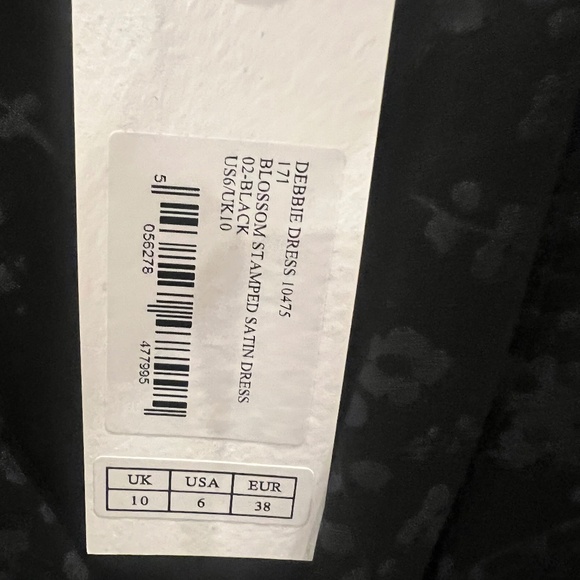 DEBBIE DRESS 10475
171
BLOSSOM STAMPED SATIN DRESS
02-BLACK
US6/UK10
5 056278 477995
UK USA EUR
10 6 38